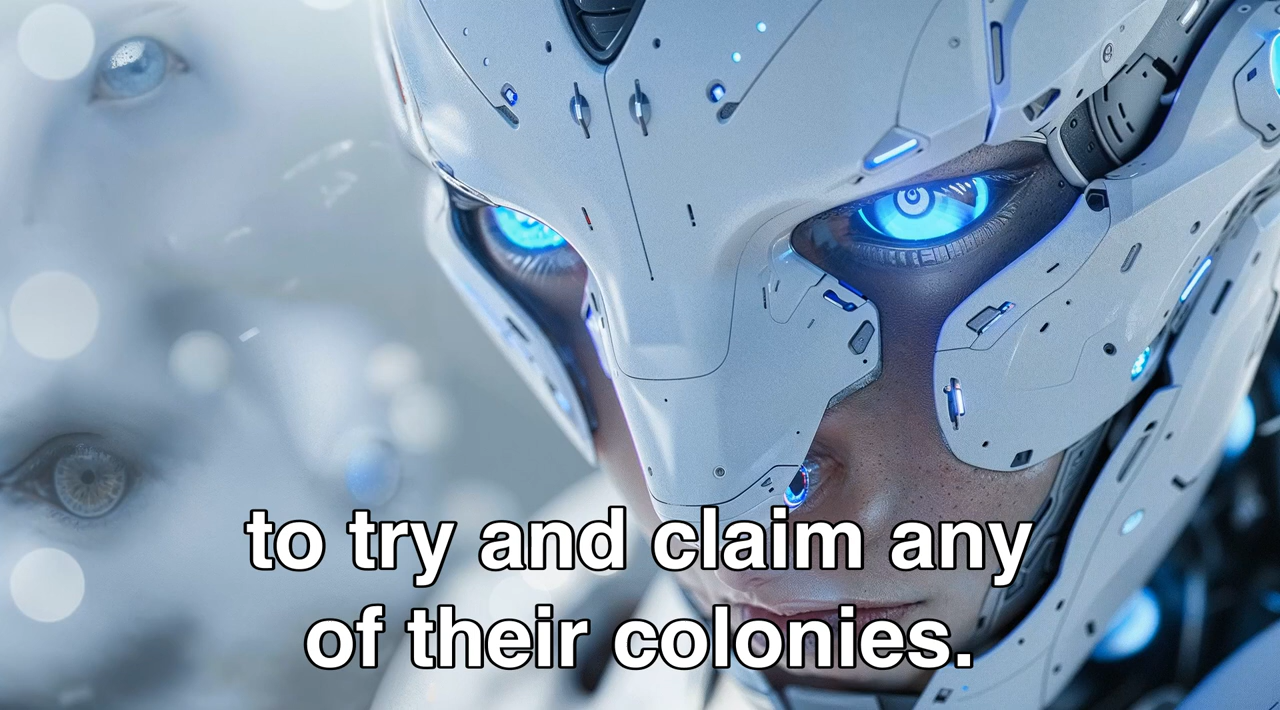 to try and claim any
of their colonies.